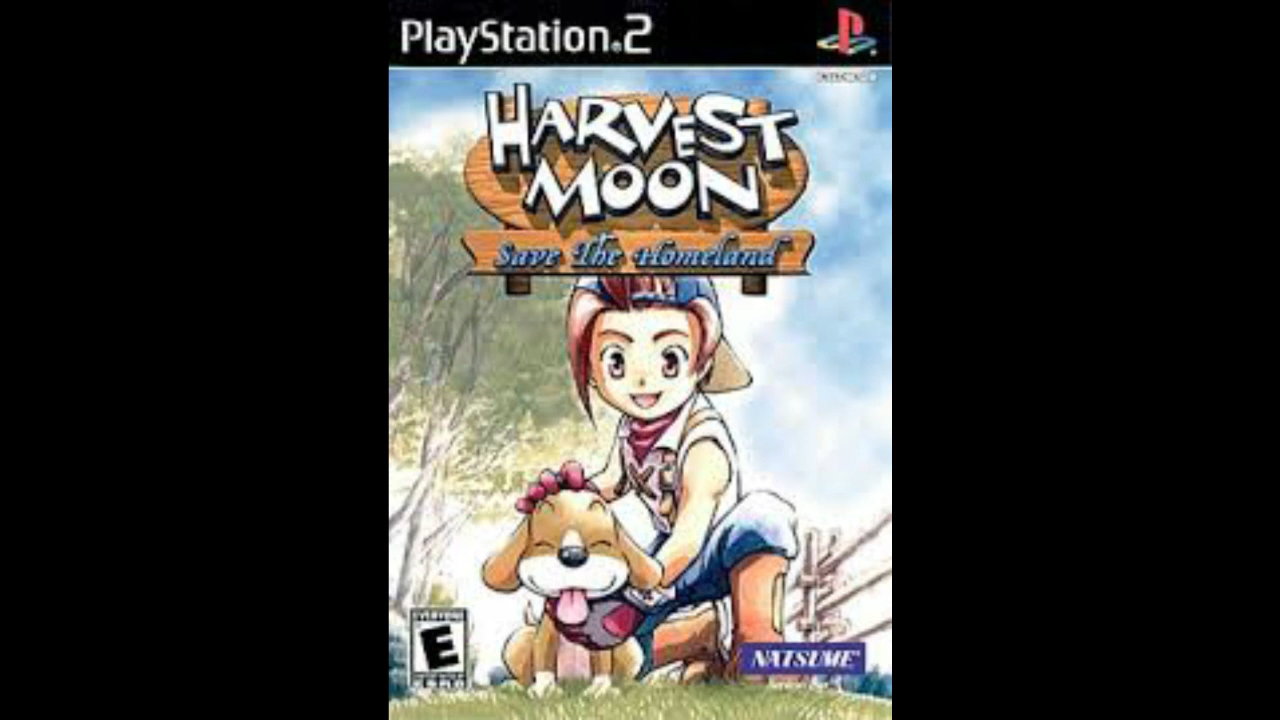 PlayStation®2
HARVEST
MOON
Save The Homeland
EVERYONE
E
NATSUME®